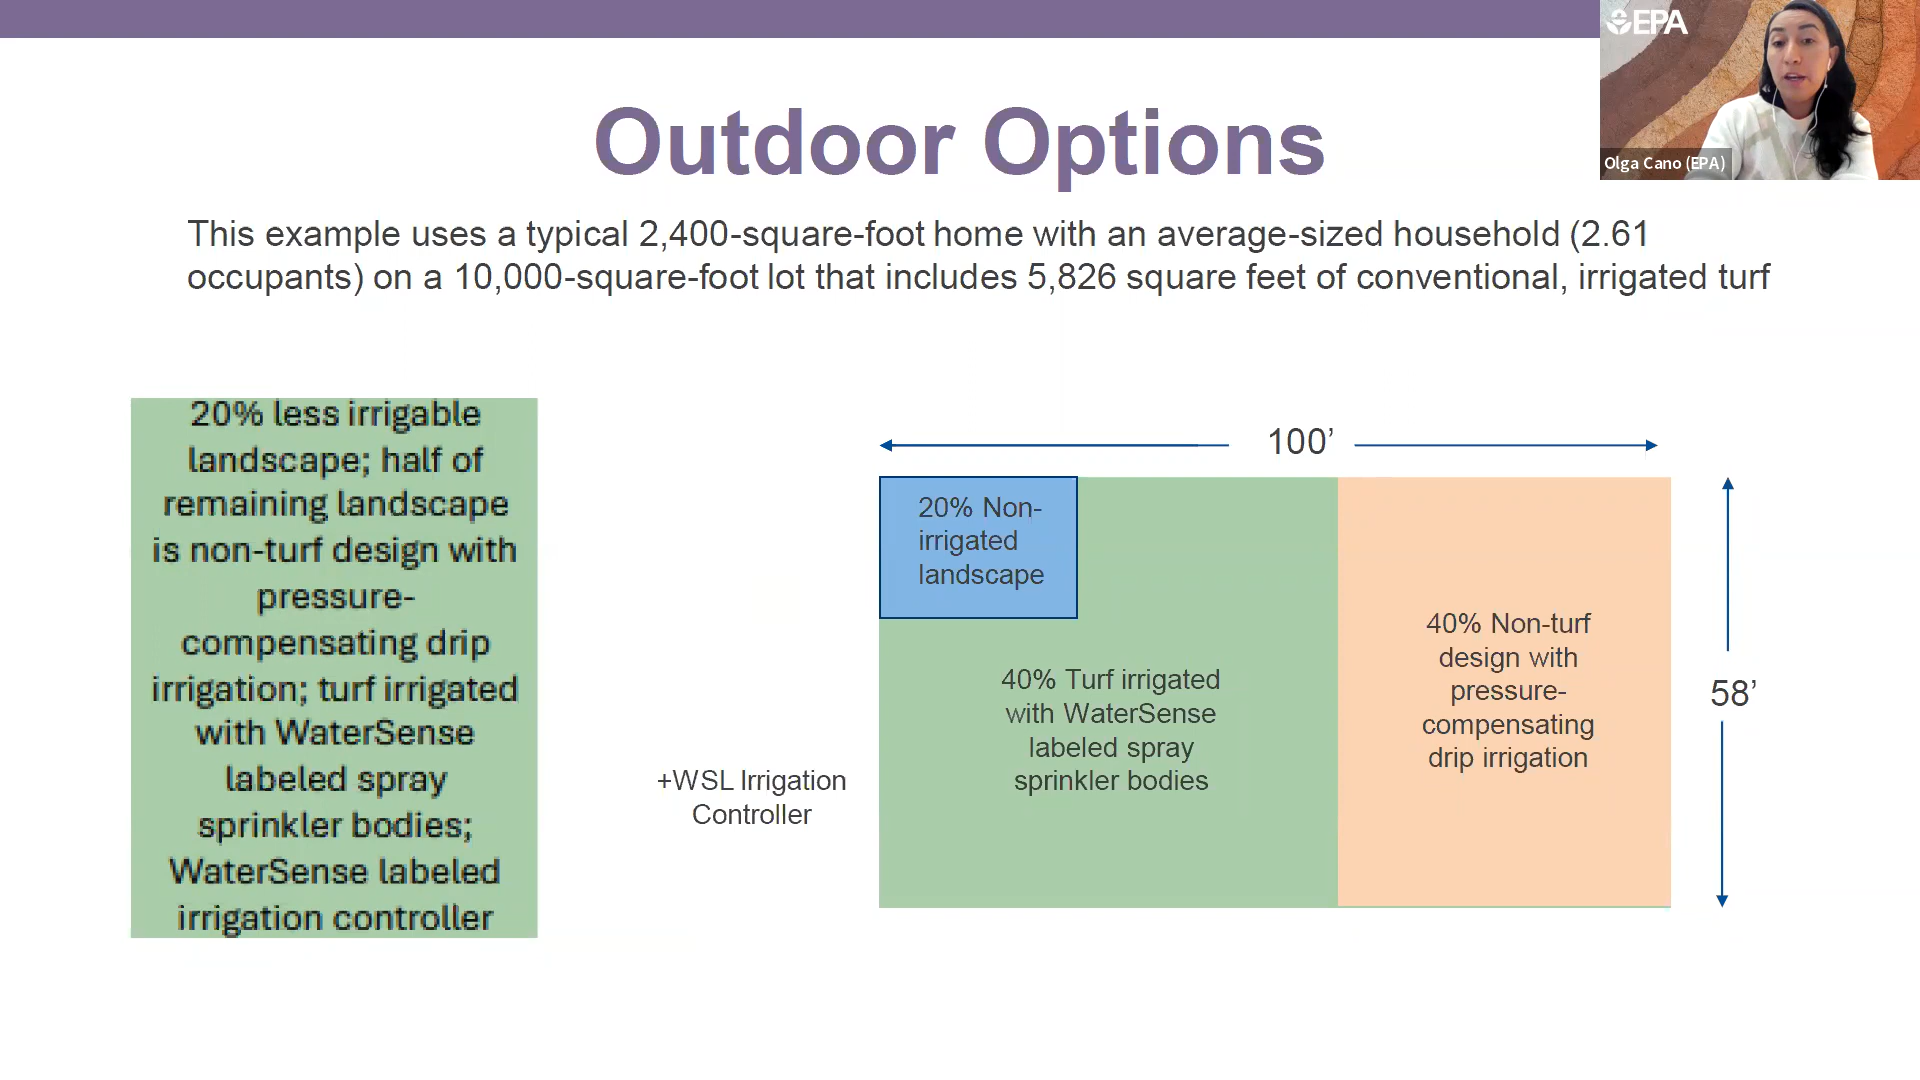 EPA
Olga Cano (EPA)
Outdoor Options
This example uses a typical 2,400-square-foot home with an average-sized household (2.61
occupants) on a 10,000-square-foot lot that includes 5,826 square feet of conventional, irrigated turf
20% less irrigable
landscape; half of
remaining landscape
is non-turf design with
pressure-
compensating drip
irrigation; turf irrigated
with WaterSense
labeled spray
sprinkler bodies;
WaterSense labeled
irrigation controller
+WSL Irrigation
Controller
100’
20% Non-
irrigated
landscape
40% Turf irrigated
with WaterSense
labeled spray
sprinkler bodies
40% Non-turf
design with
pressure-
compensating
drip irrigation
58’